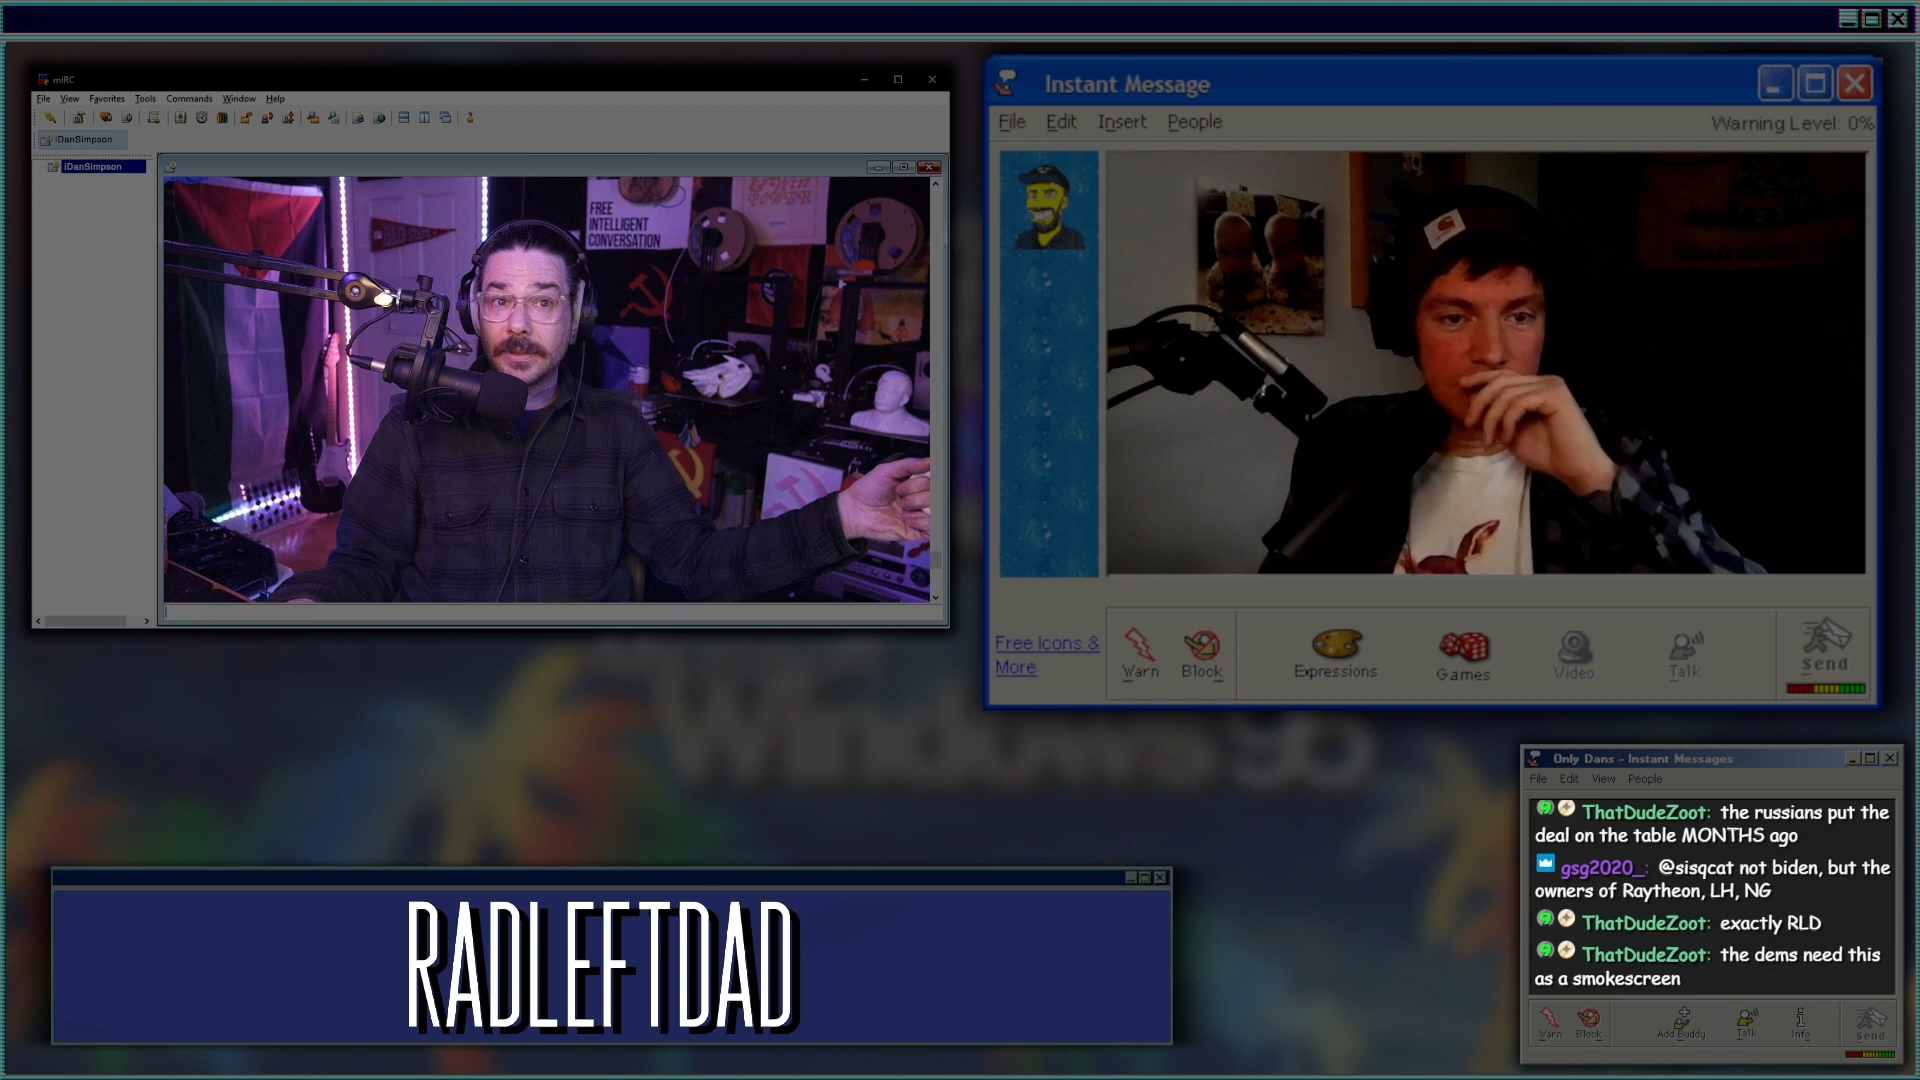 mIRC
File View Favorites Tools Commands Window Help
iDanSimpson
iDanSimpson
FREE
INTELLIGENT
CONVERSATION
Instant Message
File Edit Insert People
Warning Level: 0%
Free Icons &
More
Warn Block Expressions Games Video Talk Send
Windows 95
Only Dans - Instant Messages
File Edit View People
ThatDudeZoot: the russians put the
deal on the table MONTHS ago
gsg2020_: @sisqcat not biden, but the
owners of Raytheon, LH, NG
ThatDudeZoot: exactly RLD
ThatDudeZoot: the dems need this
as a smokescreen
Warn Block Add Buddy Talk Info Send
RADLEFTDAD